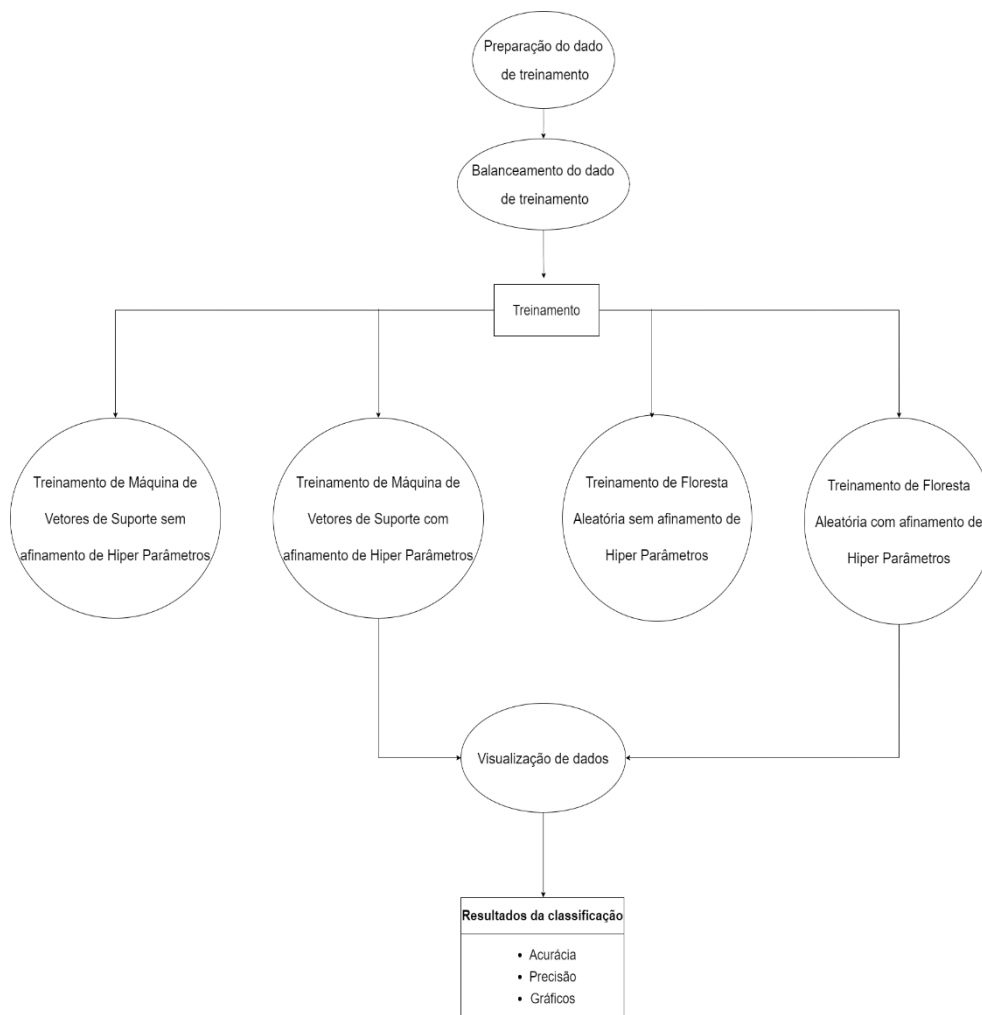 Preparação do dado
de treinamento
Balanceamento do dado
de treinamento
Treinamento
Treinamento de Máquina de
Vetores de Suporte sem
afinamento de Hiper Parâmetros
Treinamento de Máquina de
Vetores de Suporte com
afinamento de Hiper Parâmetros
Treinamento de Floresta
Aleatória sem afinamento de
Hiper Parâmetros
Treinamento de Floresta
Aleatória com afinamento de
Hiper Parâmetros
Visualização de dados
Resultados da classificação
• Acurácia
• Precisão
• Gráficos